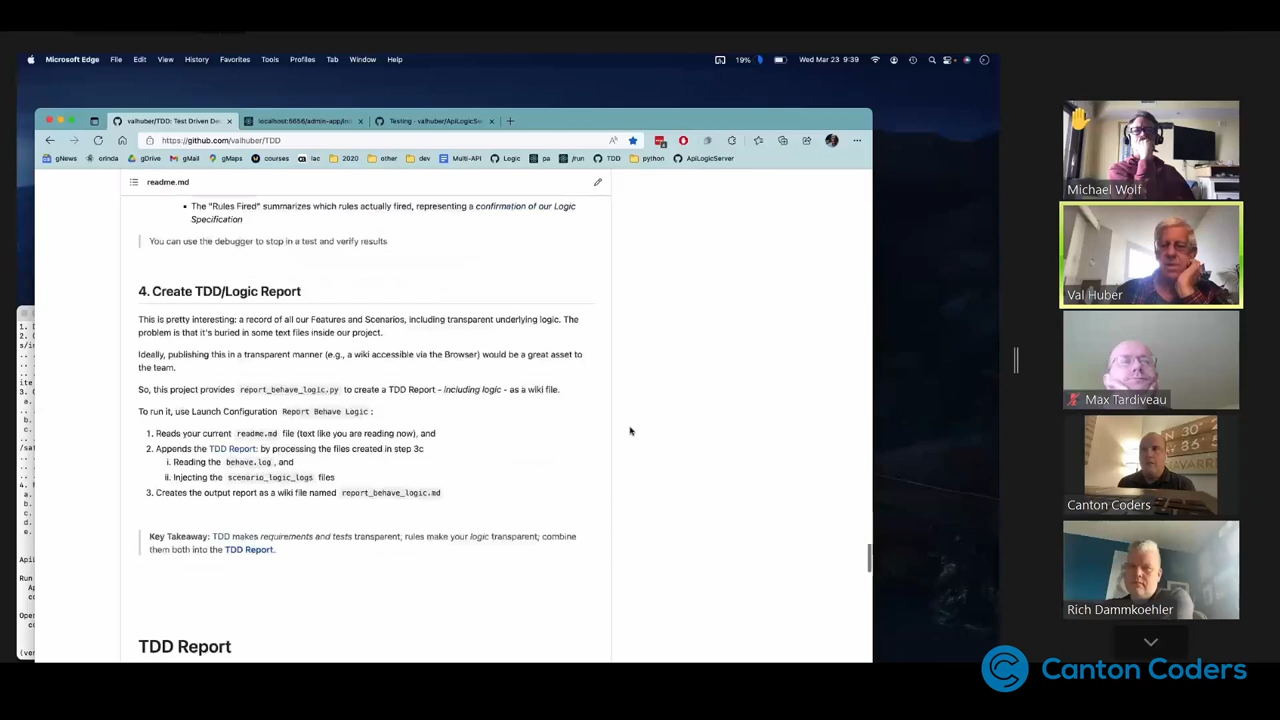 Microsoft Edge File Edit View History Favorites Tools Profiles Tab Window Help
19% Wed Mar 23 9:39
valhuber/TDD: Test Driven De
localhost:5656/admin-app/ind
Testing · valhuber/ApiLogicSe
https://github.com/valhuber/TDD
gNews orinda gDrive gMail gMaps courses lac 2020 other dev Multi-API Logic pa /run TDD python ApiLogicServer
readme.md
The "Rules Fired" summarizes which rules actually fired, representing a confirmation of our Logic
Specification
You can use the debugger to stop in a test and verify results
4. Create TDD/Logic Report
This is pretty interesting: a record of all our Features and Scenarios, including transparent underlying logic. The
problem is that it's buried in some text files inside our project.
Ideally, publishing this in a transparent manner (e.g., a wiki accessible via the Browser) would be a great asset to
the team.
So, this project provides report_behave_logic.py to create a TDD Report - including logic - as a wiki file.
To run it, use Launch Configuration Report Behave Logic :
1. Reads your current readme.md file (text like you are reading now), and
2. Appends the TDD Report: by processing the files created in step 3c
i. Reading the behave.log , and
ii. Injecting the scenario_logic_logs files
3. Creates the output report as a wiki file named report_behave_logic.md
Key Takeaway: TDD makes requirements and tests transparent; rules make your logic transparent; combine
them both into the TDD Report.
TDD Report
Michael Wolf
Val Huber
Max Tardiveau
Canton Coders
Rich Dammkoehler
Canton Coders